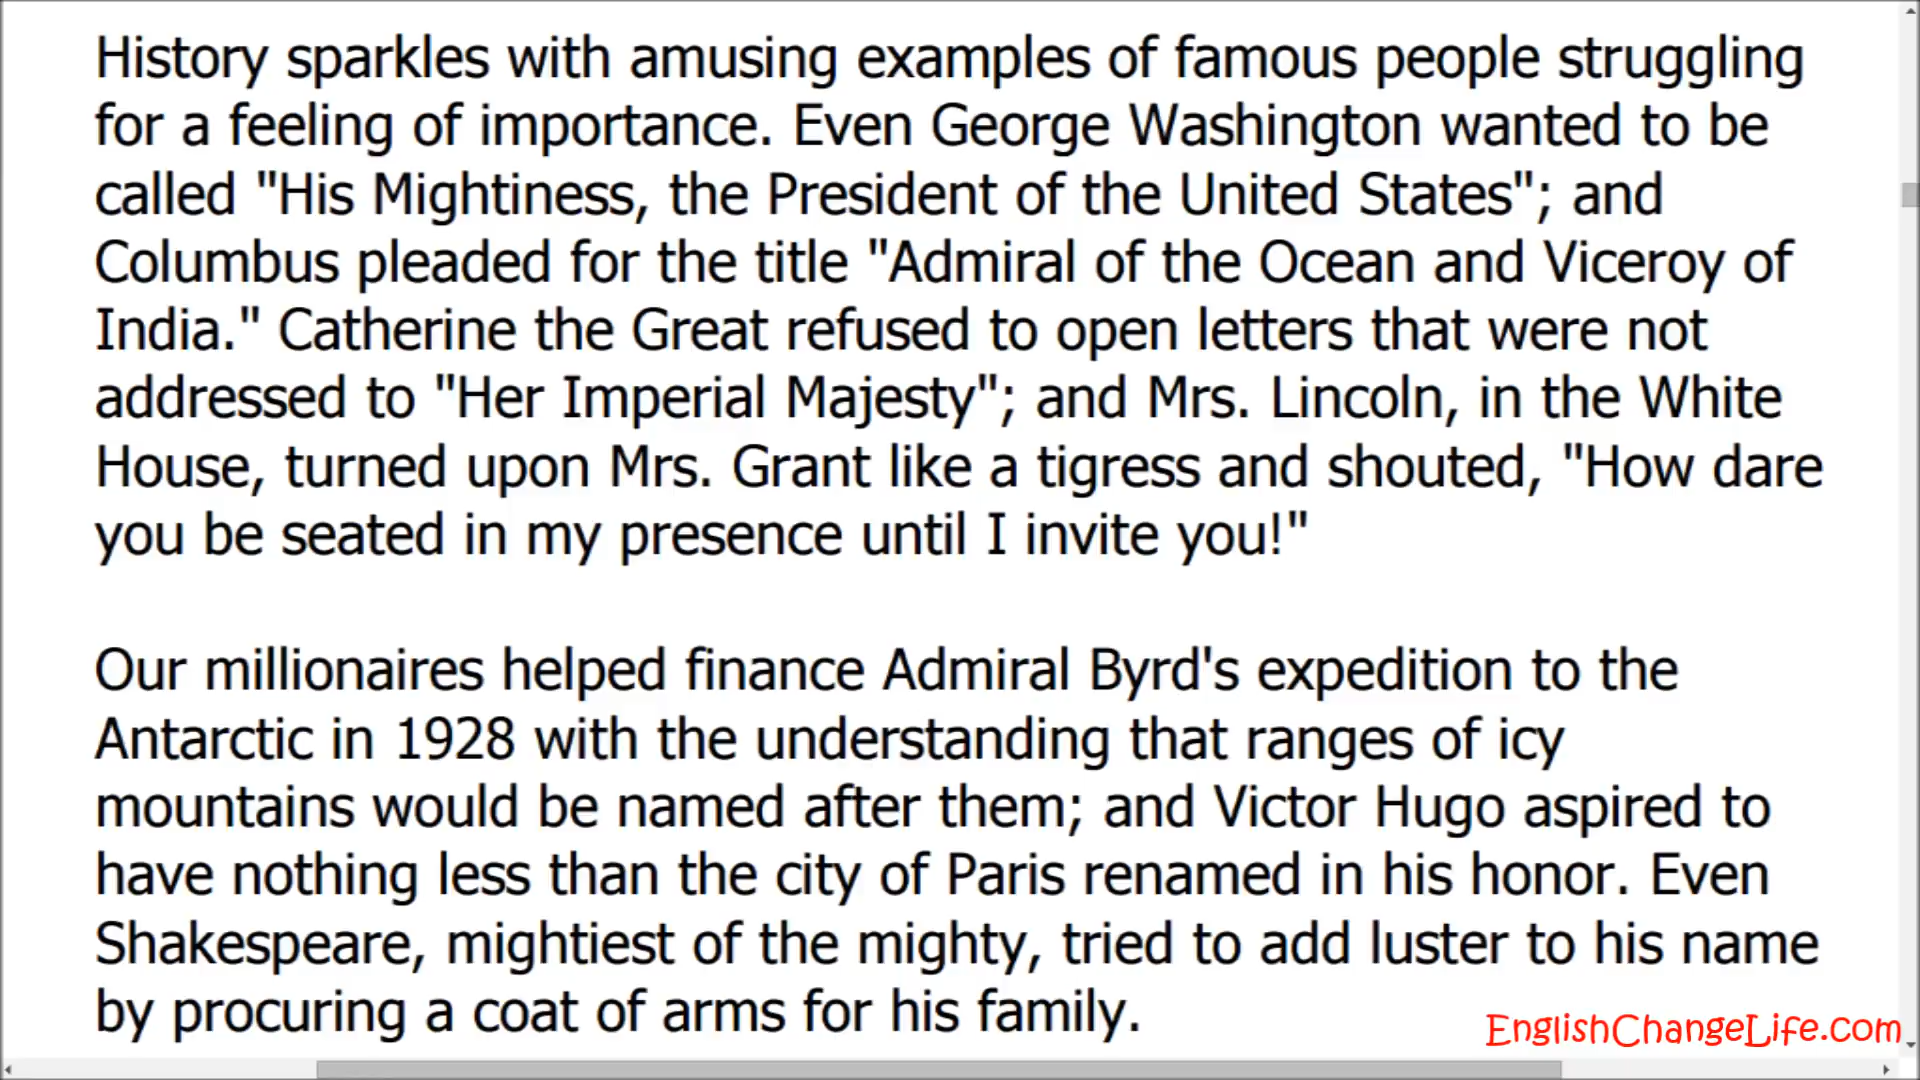 History sparkles with amusing examples of famous people struggling
for a feeling of importance. Even George Washington wanted to be
called "His Mightiness, the President of the United States"; and
Columbus pleaded for the title "Admiral of the Ocean and Viceroy of
India." Catherine the Great refused to open letters that were not
addressed to "Her Imperial Majesty"; and Mrs. Lincoln, in the White
House, turned upon Mrs. Grant like a tigress and shouted, "How dare
you be seated in my presence until I invite you!"
Our millionaires helped finance Admiral Byrd's expedition to the
Antarctic in 1928 with the understanding that ranges of icy
mountains would be named after them; and Victor Hugo aspired to
have nothing less than the city of Paris renamed in his honor. Even
Shakespeare, mightiest of the mighty, tried to add luster to his name
by procuring a coat of arms for his family.
EnglishChangeLife.com